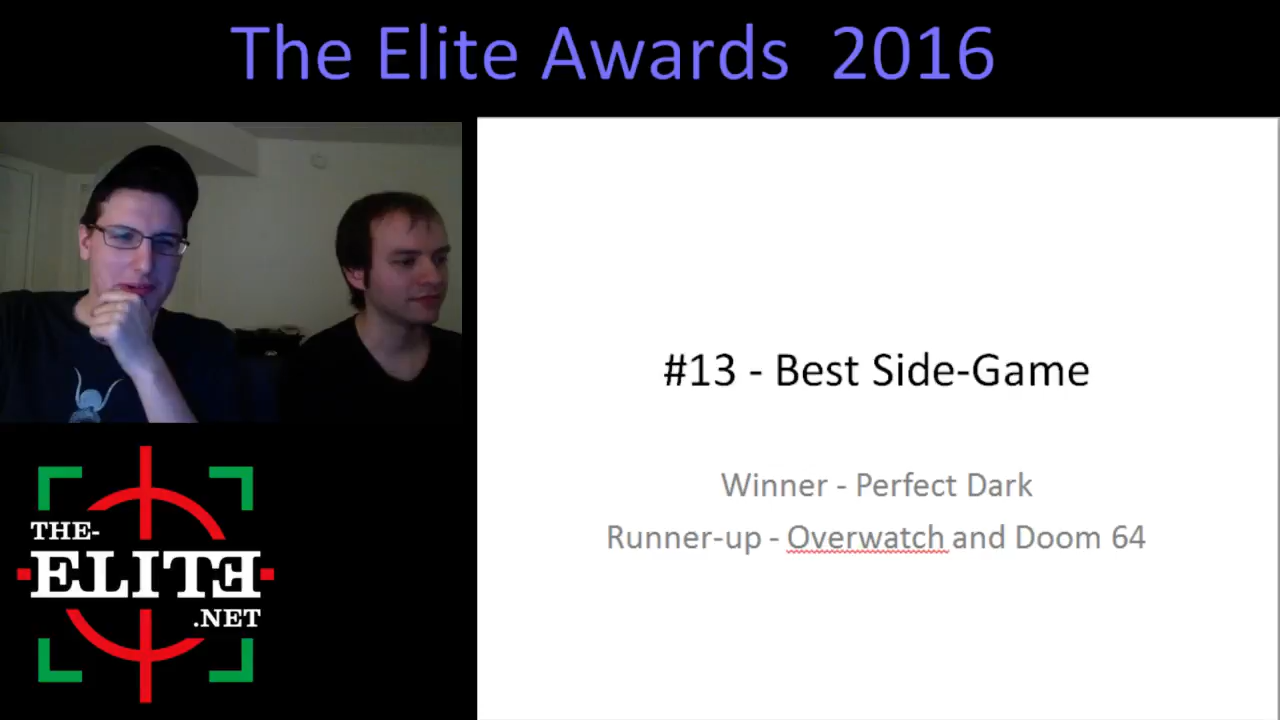 The Elite Awards 2016
#13 - Best Side-Game
Winner - Perfect Dark
Runner-up - Overwatch and Doom 64
THE-
ELITE
.NET